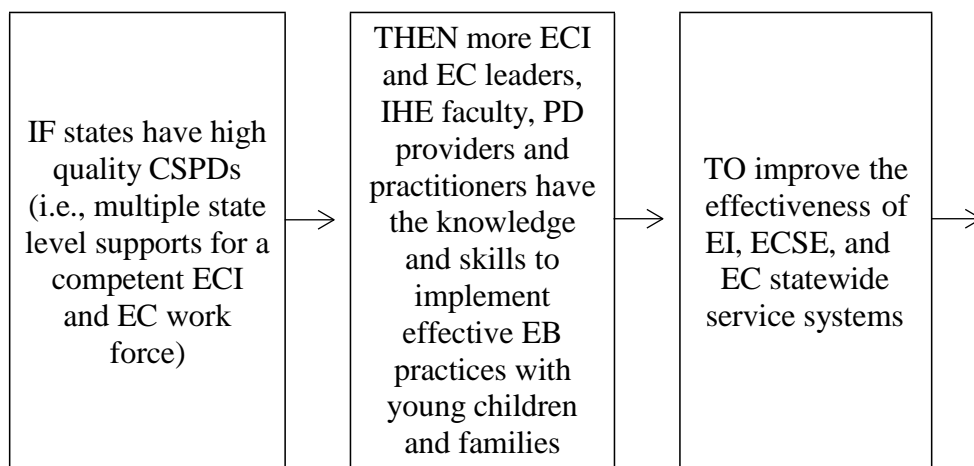 IF states have high
quality CSPDs
(i.e., multiple state
level supports for a
competent ECI
and EC work
force)
THEN more ECI
and EC leaders,
IHE faculty, PD
providers and
practitioners have
the knowledge
and skills to
implement
effective EB
practices with
young children
and families
TO improve the
effectiveness of
EI, ECSE, and
EC statewide
service systems